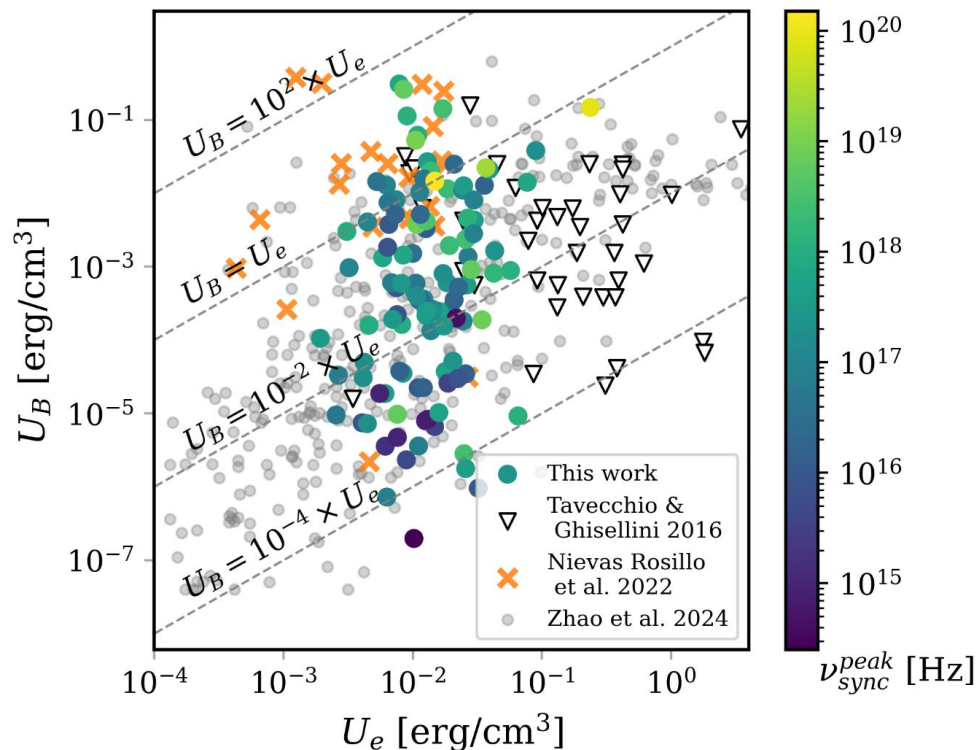 U_B [erg/cm^3]
10^{-1}
10^{-3}
10^{-5}
10^{-7}
U_B = 10^2 × U_e
U_B = U_e
U_B = 10^{-2} × U_e
U_B = 10^{-4} × U_e
This work
Tavecchio &
Ghisellini 2016
Nievas Rosillo
et al. 2022
Zhao et al. 2024
10^{-4}
10^{-3}
10^{-2}
10^{-1}
10^0
U_e [erg/cm^3]
10^{20}
10^{19}
10^{18}
10^{17}
10^{16}
10^{15}
ν_{sync}^{peak} [Hz]